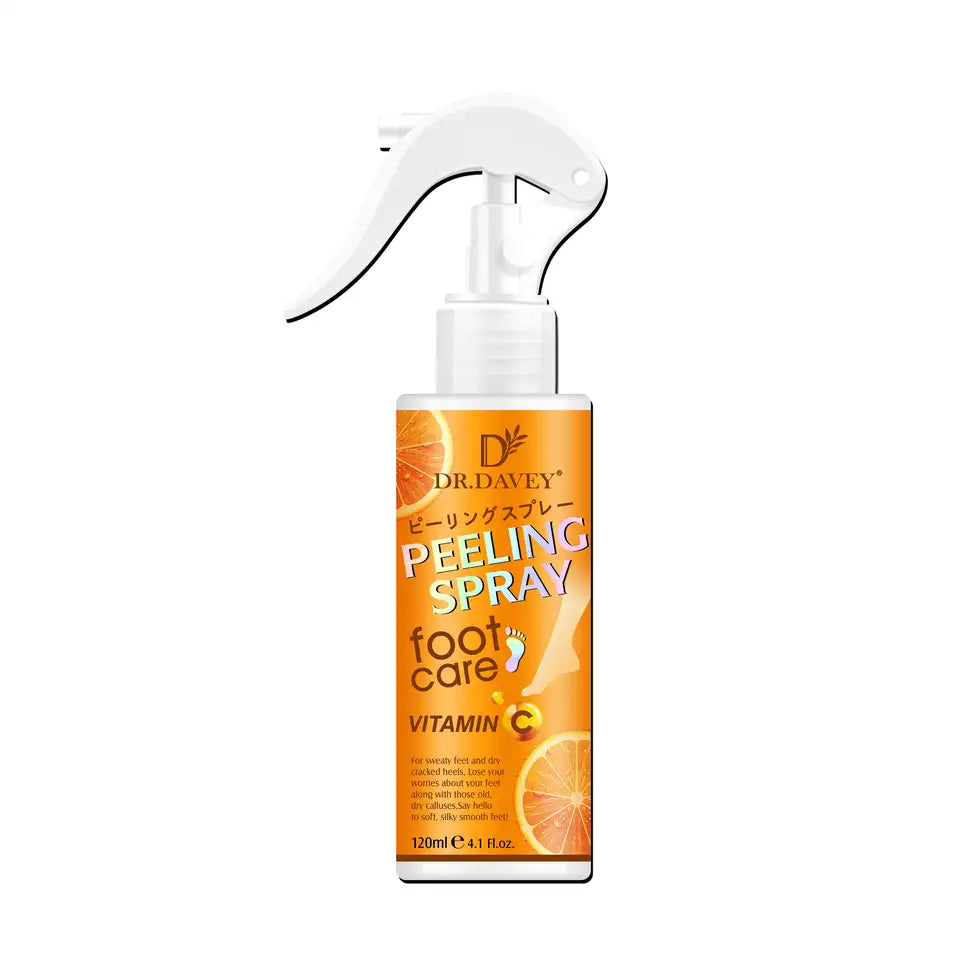 D
DR.DAVEY®
ピーリングスプレー
PEELING
SPRAY
foot
care
VITAMIN C
For sweaty feet and dry
cracked heels, Lose your
worries about your feet
along with those old,
dry calluses.Say hello
to soft, silky smooth feet!
120ml ℮ 4.1 Fl.oz.